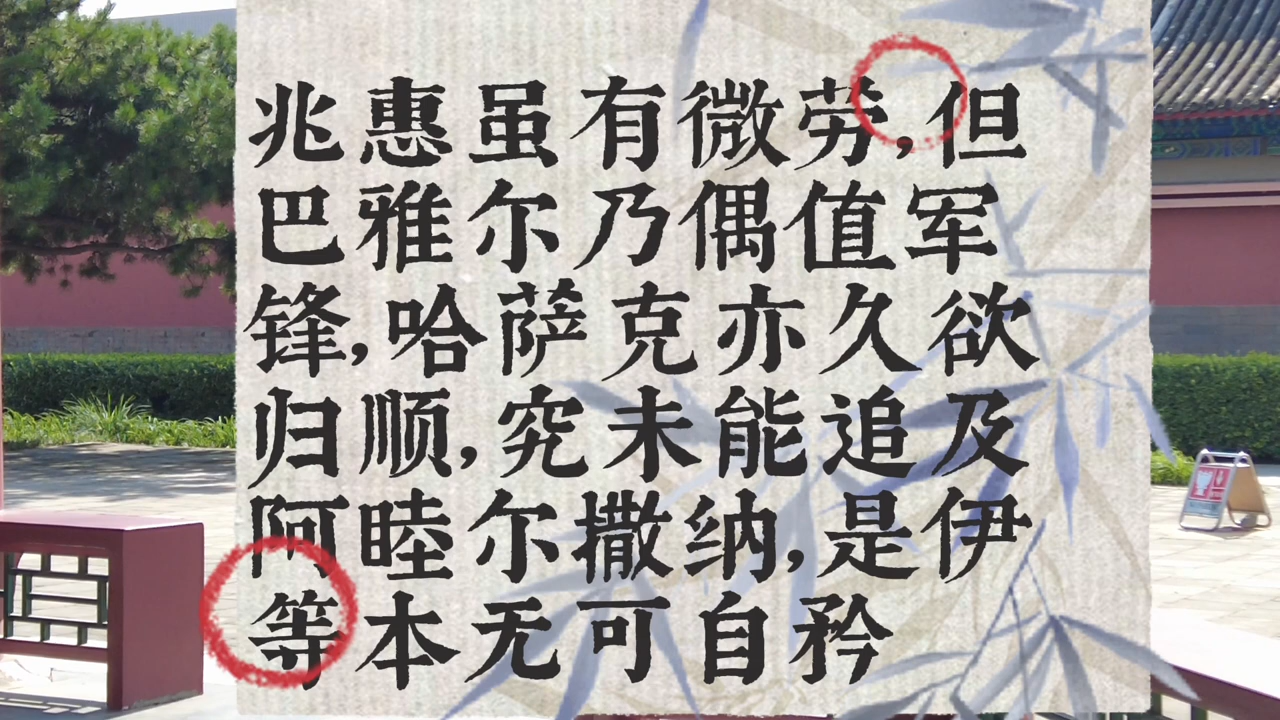 兆惠虽有微劳,但
巴雅尔乃偶值军
锋,哈萨克亦久欲
归顺,究未能追及
阿睦尔撒纳,是伊
等本无可自矜